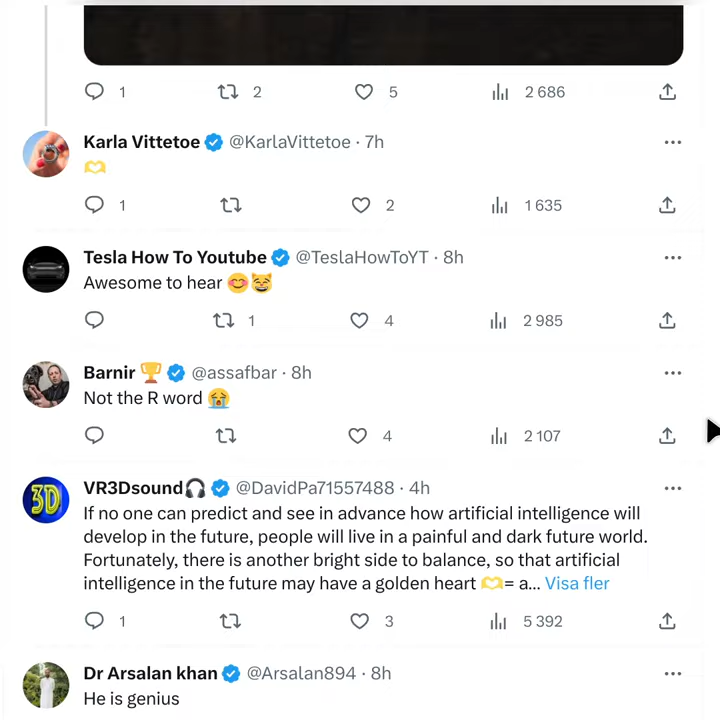 1 2 5 2 686
Karla Vittetoe @KarlaVittetoe · 7h
🫶
1 2 1 635
Tesla How To Youtube @TeslaHowToYT · 8h
Awesome to hear 😊😸
1 4 2 985
Barnir 🏆 @assafbar · 8h
Not the R word 😭
4 2 107
3D
VR3Dsound🎧 @DavidPa71557488 · 4h
If no one can predict and see in advance how artificial intelligence will
develop in the future, people will live in a painful and dark future world.
Fortunately, there is another bright side to balance, so that artificial
intelligence in the future may have a golden heart 🫶= a... Visa fler
1 3 5 392
Dr Arsalan khan @Arsalan894 · 8h
He is genius